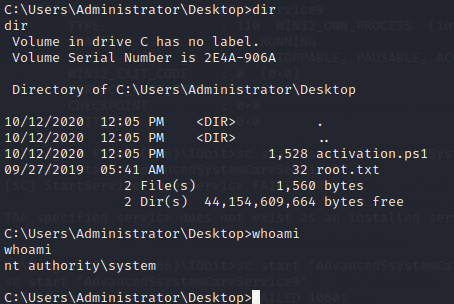 C:\Users\Administrator\Desktop>dir
dir
 Volume in drive C has no label.
 Volume Serial Number is 2E4A-906A

 Directory of C:\Users\Administrator\Desktop

10/12/2020  12:05 PM    <DIR>          .
10/12/2020  12:05 PM    <DIR>          ..
10/12/2020  12:05 PM             1,528 activation.ps1
09/27/2019  05:41 AM                32 root.txt
               2 File(s)          1,560 bytes
               2 Dir(s)  44,154,609,664 bytes free

C:\Users\Administrator\Desktop>whoami
whoami
nt authority\system

C:\Users\Administrator\Desktop>